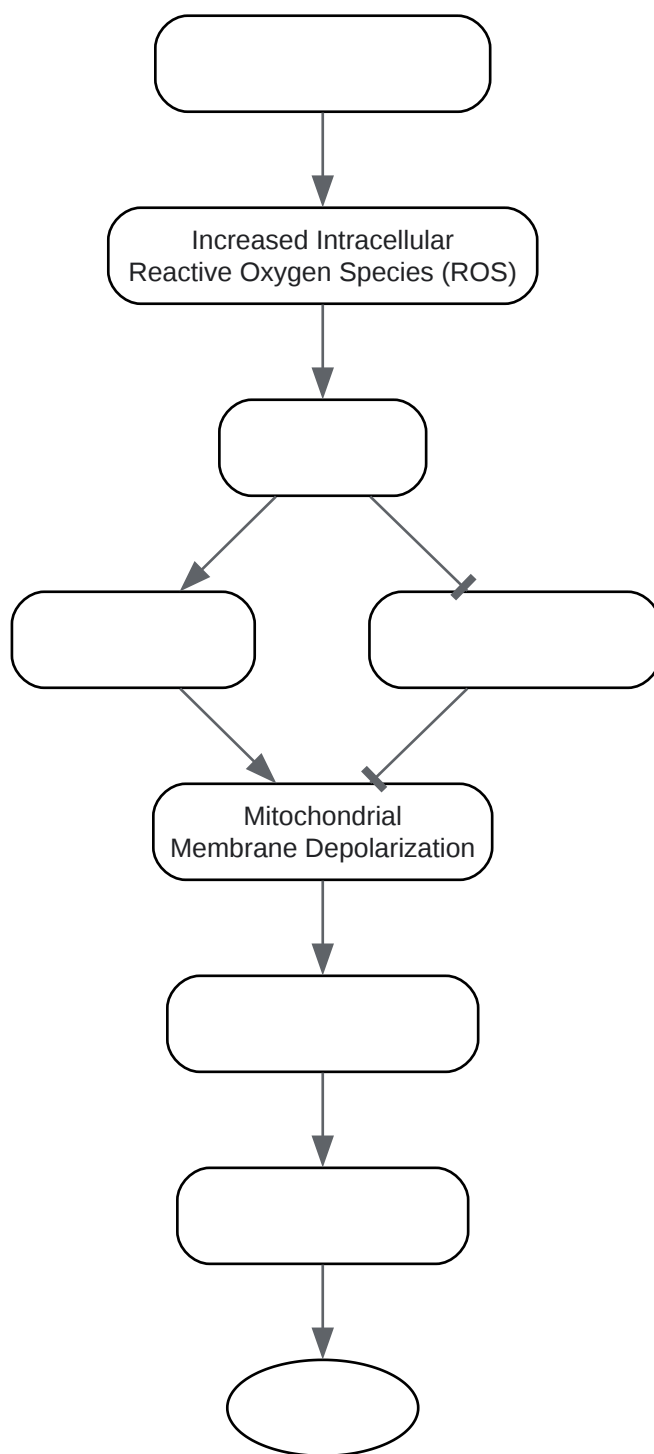 Increased Intracellular
Reactive Oxygen Species (ROS)
Mitochondrial
Membrane Depolarization